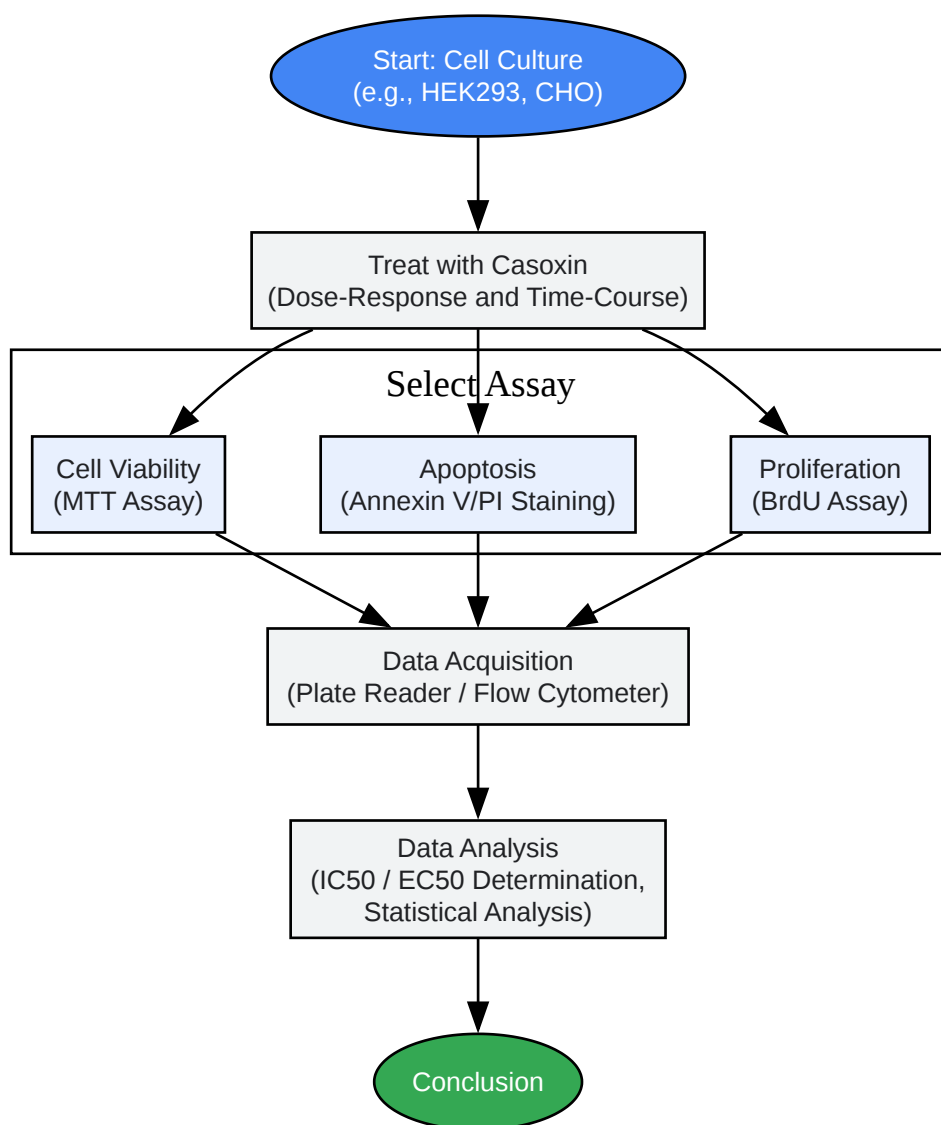 Start: Cell Culture
(e.g., HEK293, CHO)
Treat with Casoxin
(Dose-Response and Time-Course)
Select Assay
Cell Viability
(MTT Assay)
Apoptosis
(Annexin V/PI Staining)
Proliferation
(BrdU Assay)
Data Acquisition
(Plate Reader / Flow Cytometer)
Data Analysis
(IC50 / EC50 Determination,
Statistical Analysis)
Conclusion